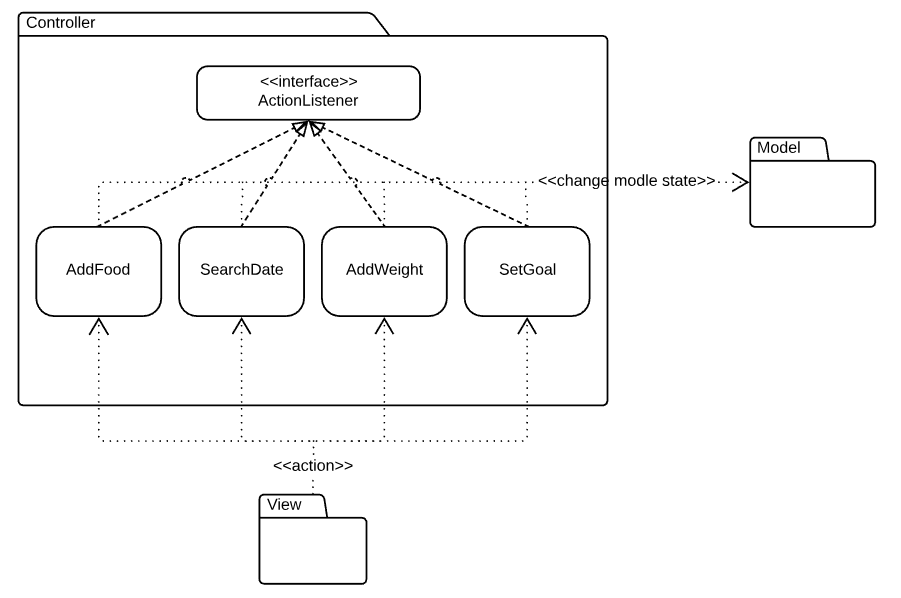 Controller
<<interface>>
ActionListener
Model
<<change modle state>>
AddFood
SearchDate
AddWeight
SetGoal
<<action>>
View